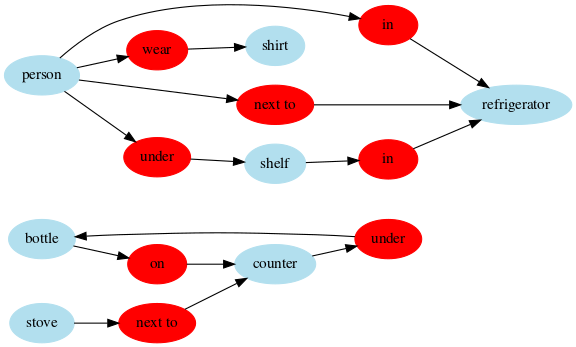 in
wear
shirt
person
next to
refrigerator
under
shelf
in
bottle
under
on
counter
stove
next to